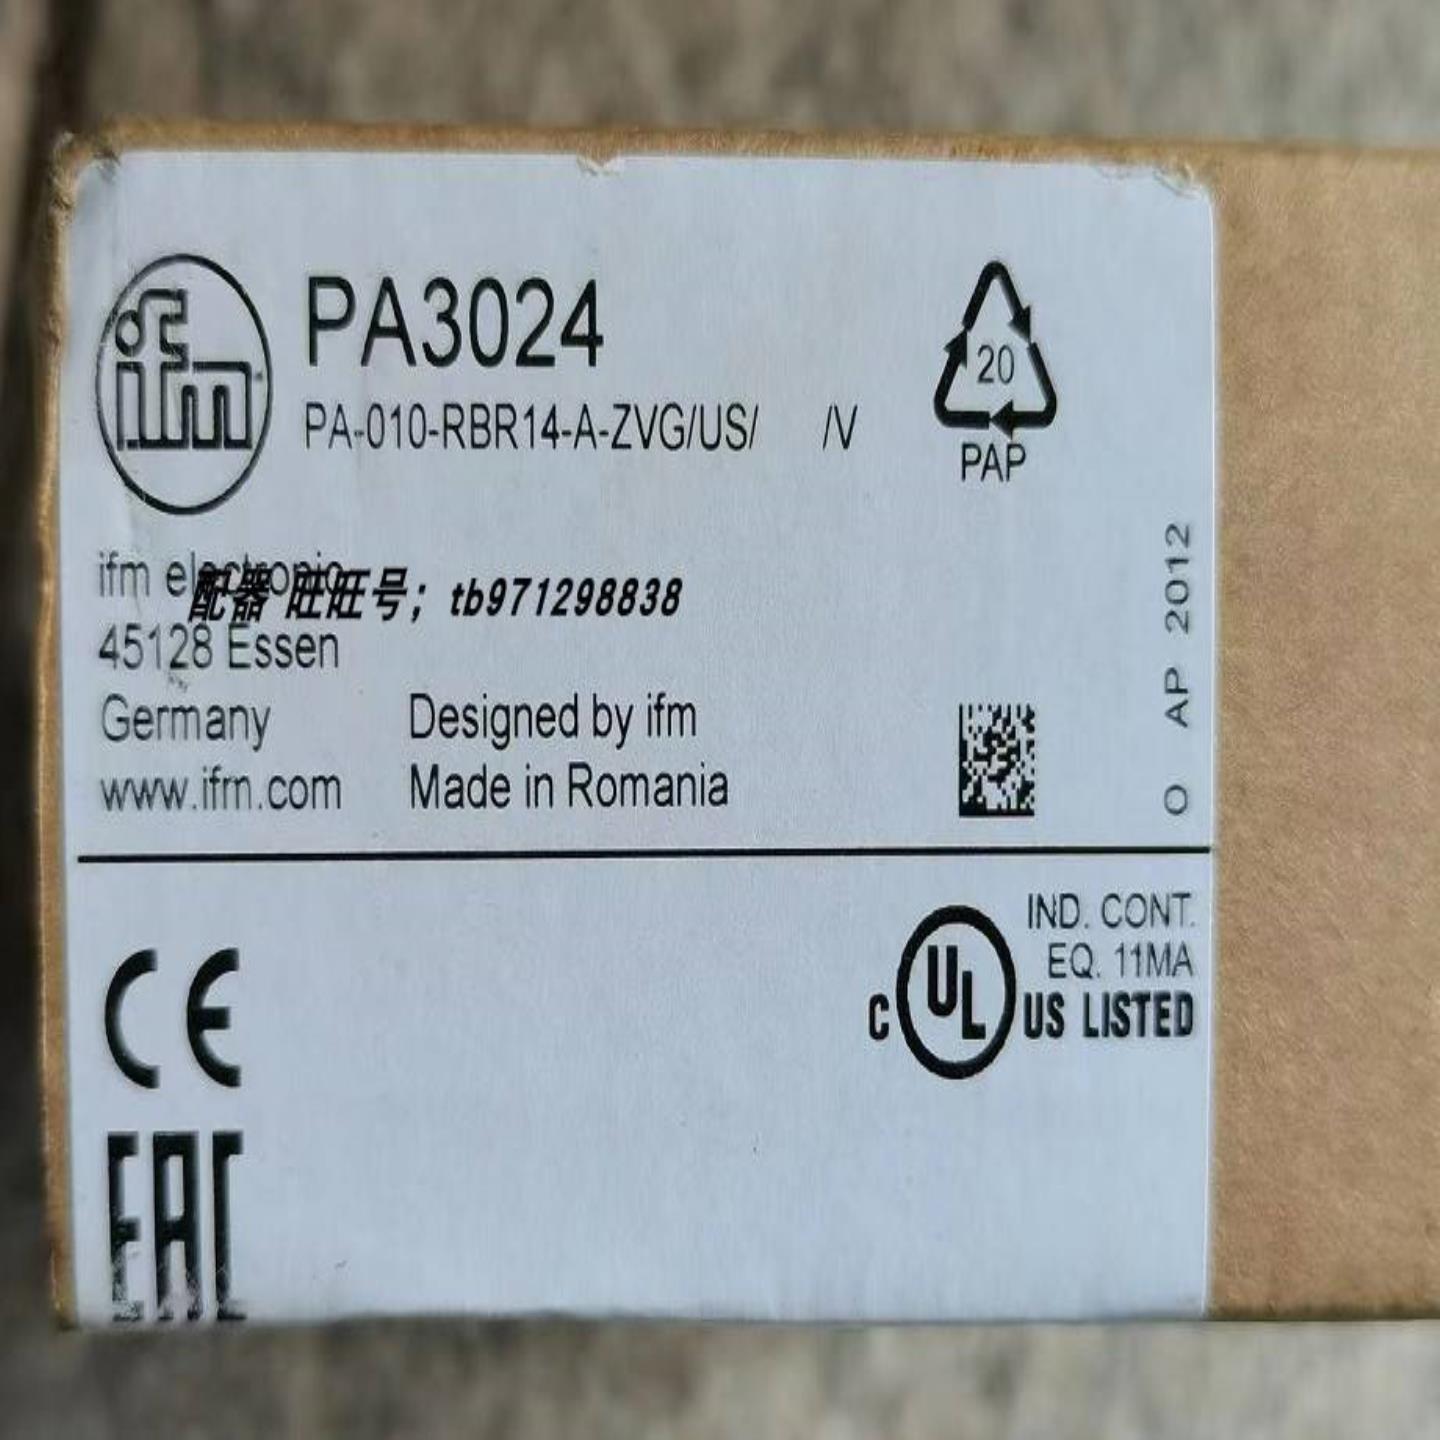 ifm
PA3024
PA-010-RBR14-A-ZVG/US/ /V
20
PAP
ifm electronic
配器 旺旺号；tb971298838
45128 Essen
Germany
www.ifm.com
Designed by ifm
Made in Romania
O AP 2012
CE
IND. CONT.
EQ. 11MA
C UL US LISTED
EAC